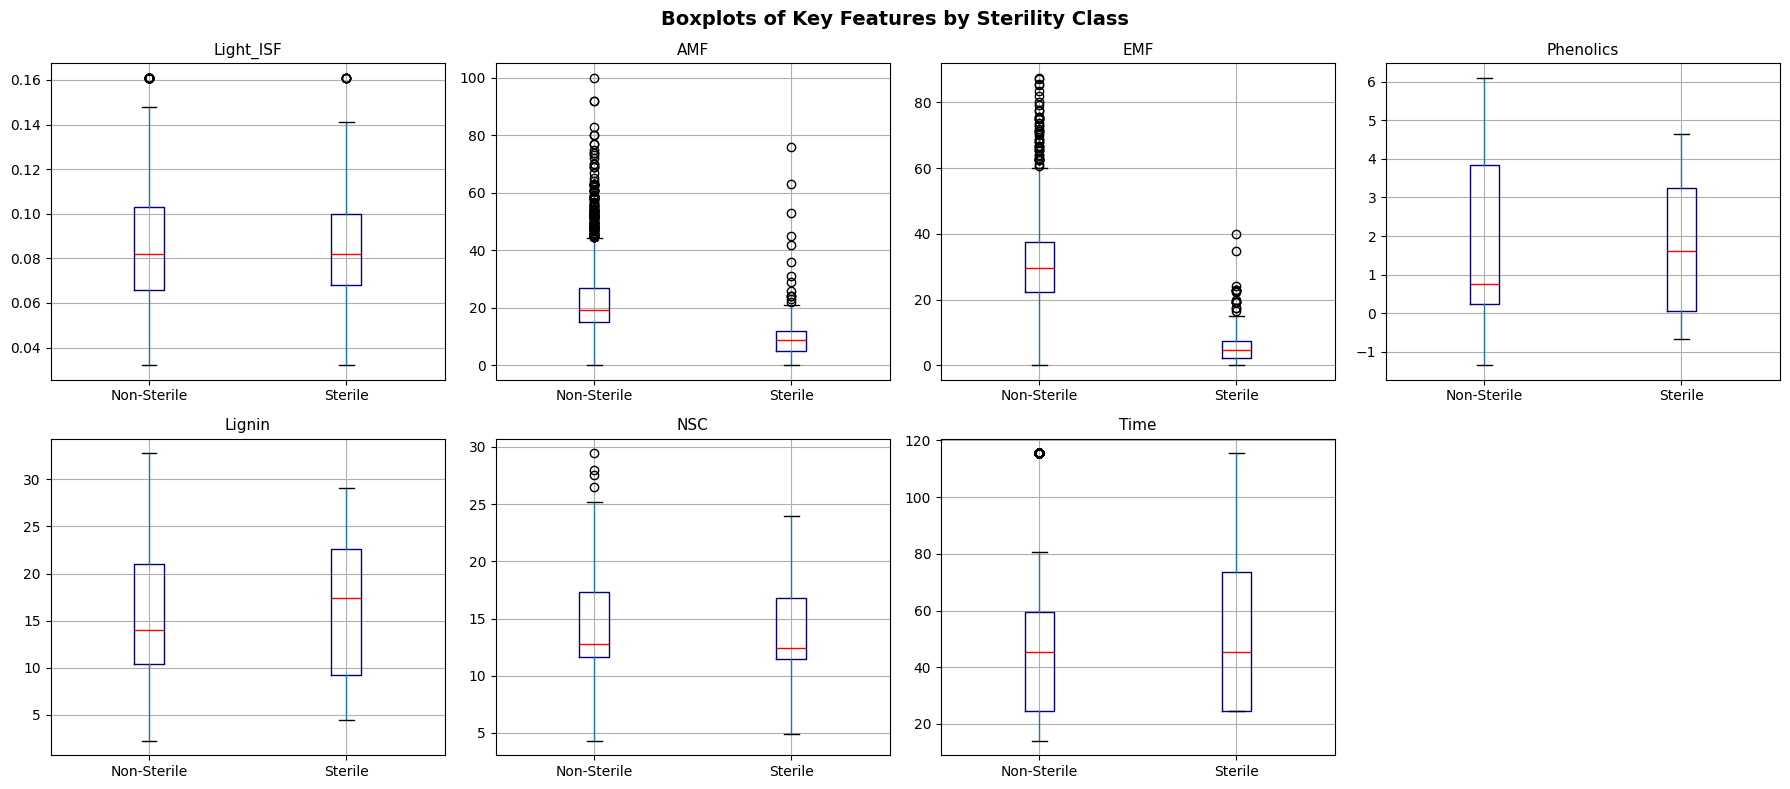 Boxplots of Key Features by Sterility Class
Light_ISF
0.16
0.14
0.12
0.10
0.08
0.06
0.04
Non-Sterile Sterile
AMF
100
80
60
40
20
0
Non-Sterile Sterile
EMF
80
60
40
20
0
Non-Sterile Sterile
Phenolics
6
5
4
3
2
1
0
−1
Non-Sterile Sterile
Lignin
30
25
20
15
10
5
Non-Sterile Sterile
NSC
30
25
20
15
10
5
Non-Sterile Sterile
Time
120
100
80
60
40
20
Non-Sterile Sterile